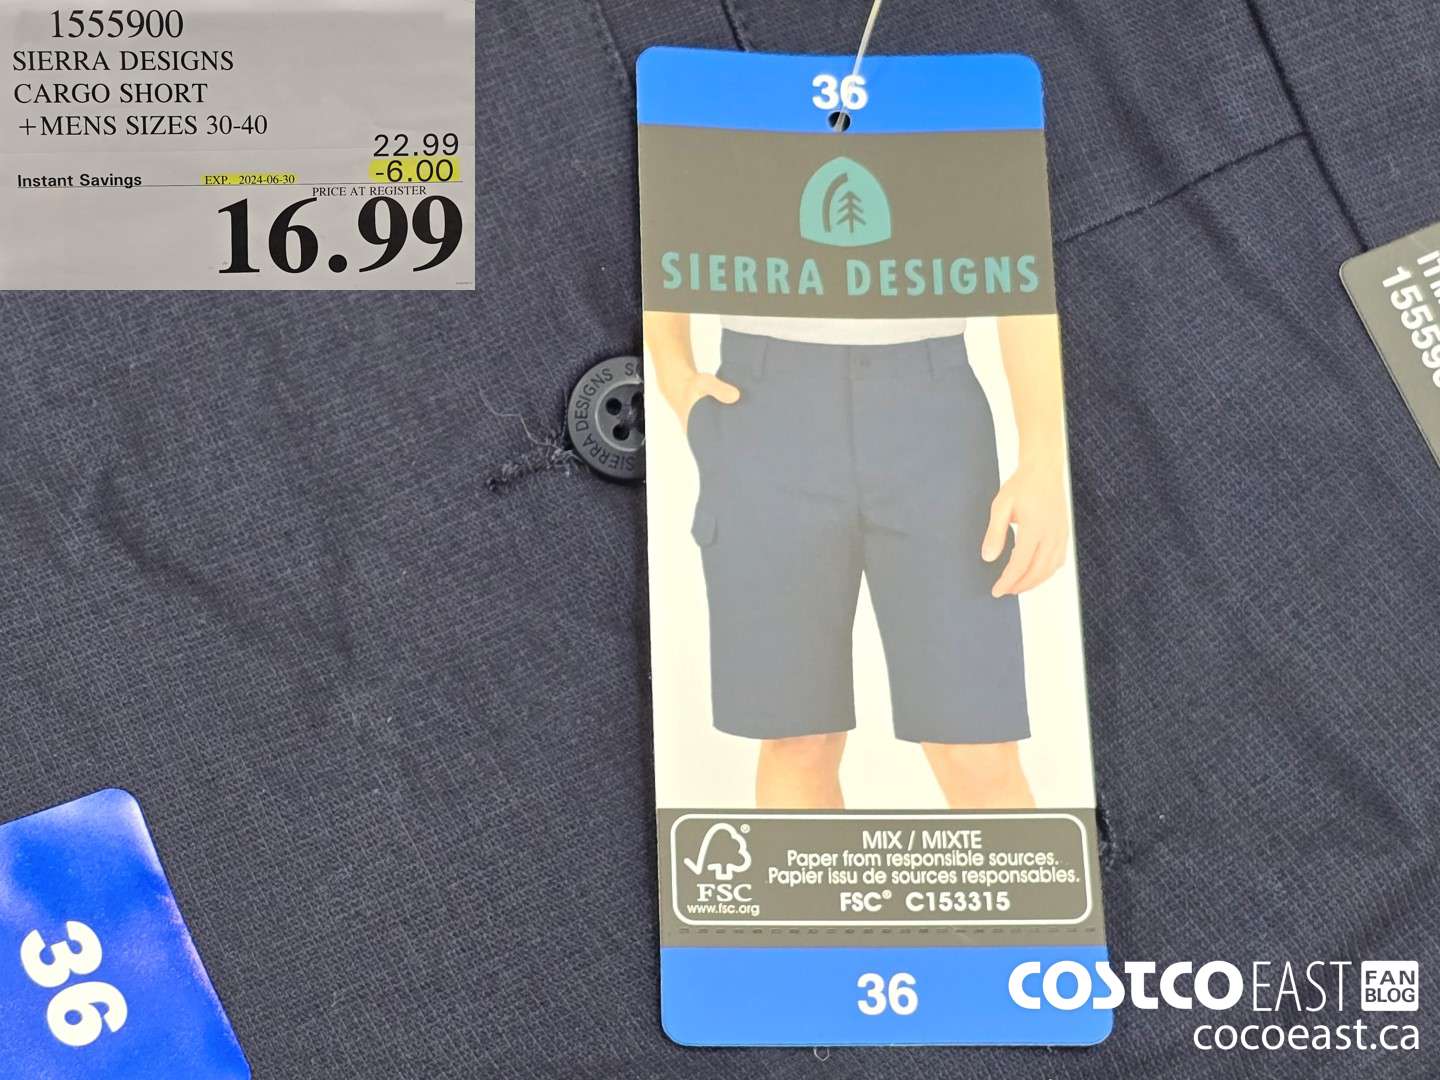 1555900
SIERRA DESIGNS
CARGO SHORT
+MENS SIZES 30-40
22.99
-6.00
Instant Savings
EXP. 2024-06-30
PRICE AT REGISTER
16.99
36
SIERRA DESIGNS
SIERRA DESIGNS
MIX / MIXTE
Paper from responsible sources.
Papier issu de sources responsables.
FSC® C153315
FSC
www.fsc.org
36
36
COSTCO EAST FAN BLOG
cocoeast.ca